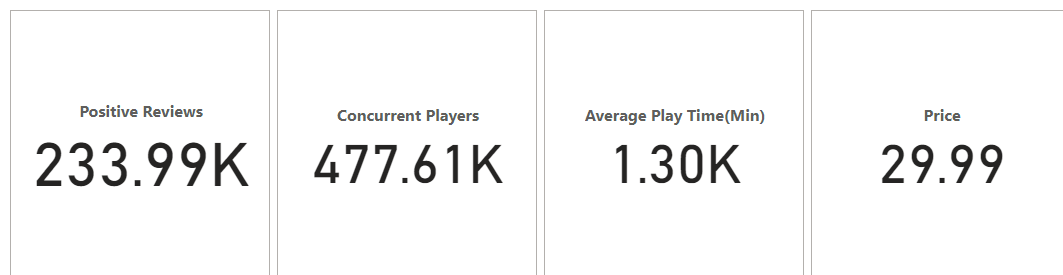 Positive Reviews
233.99K
Concurrent Players
477.61K
Average Play Time(Min)
1.30K
Price
29.99